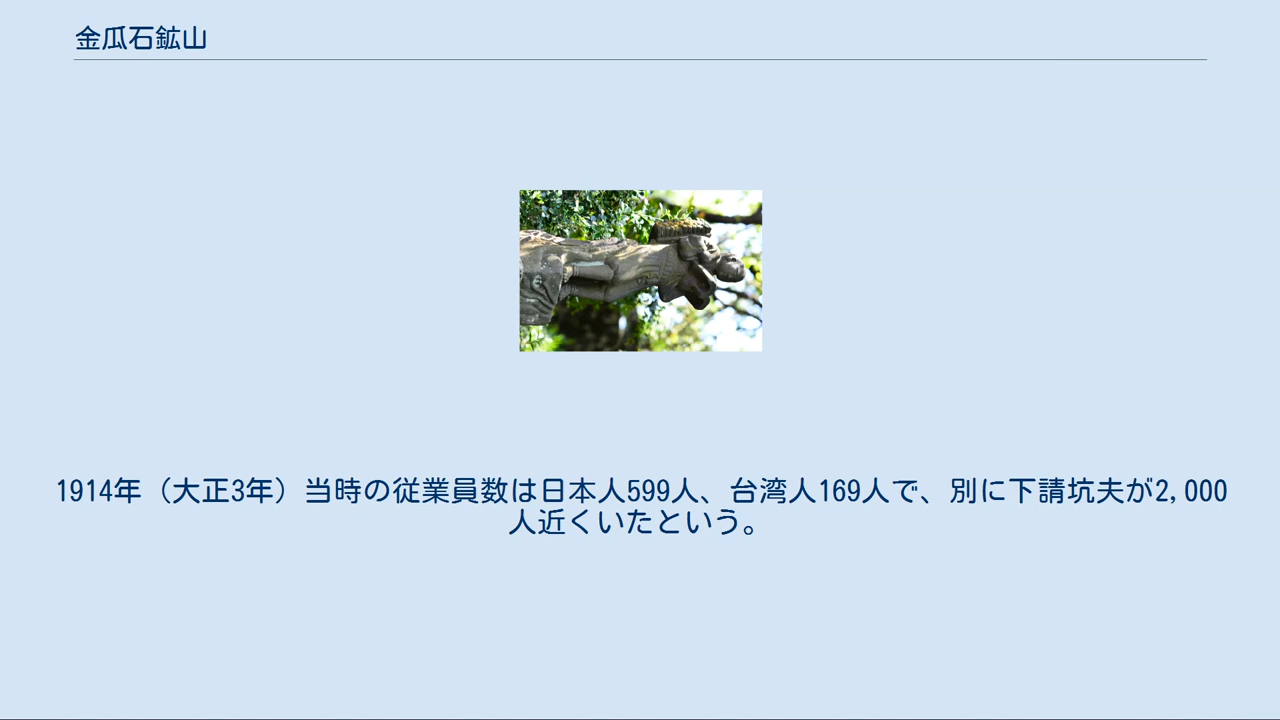 金瓜石鉱山
1914年（大正3年）当時の従業員数は日本人599人、台湾人169人で、別に下請坑夫が2,000
人近くいたという。